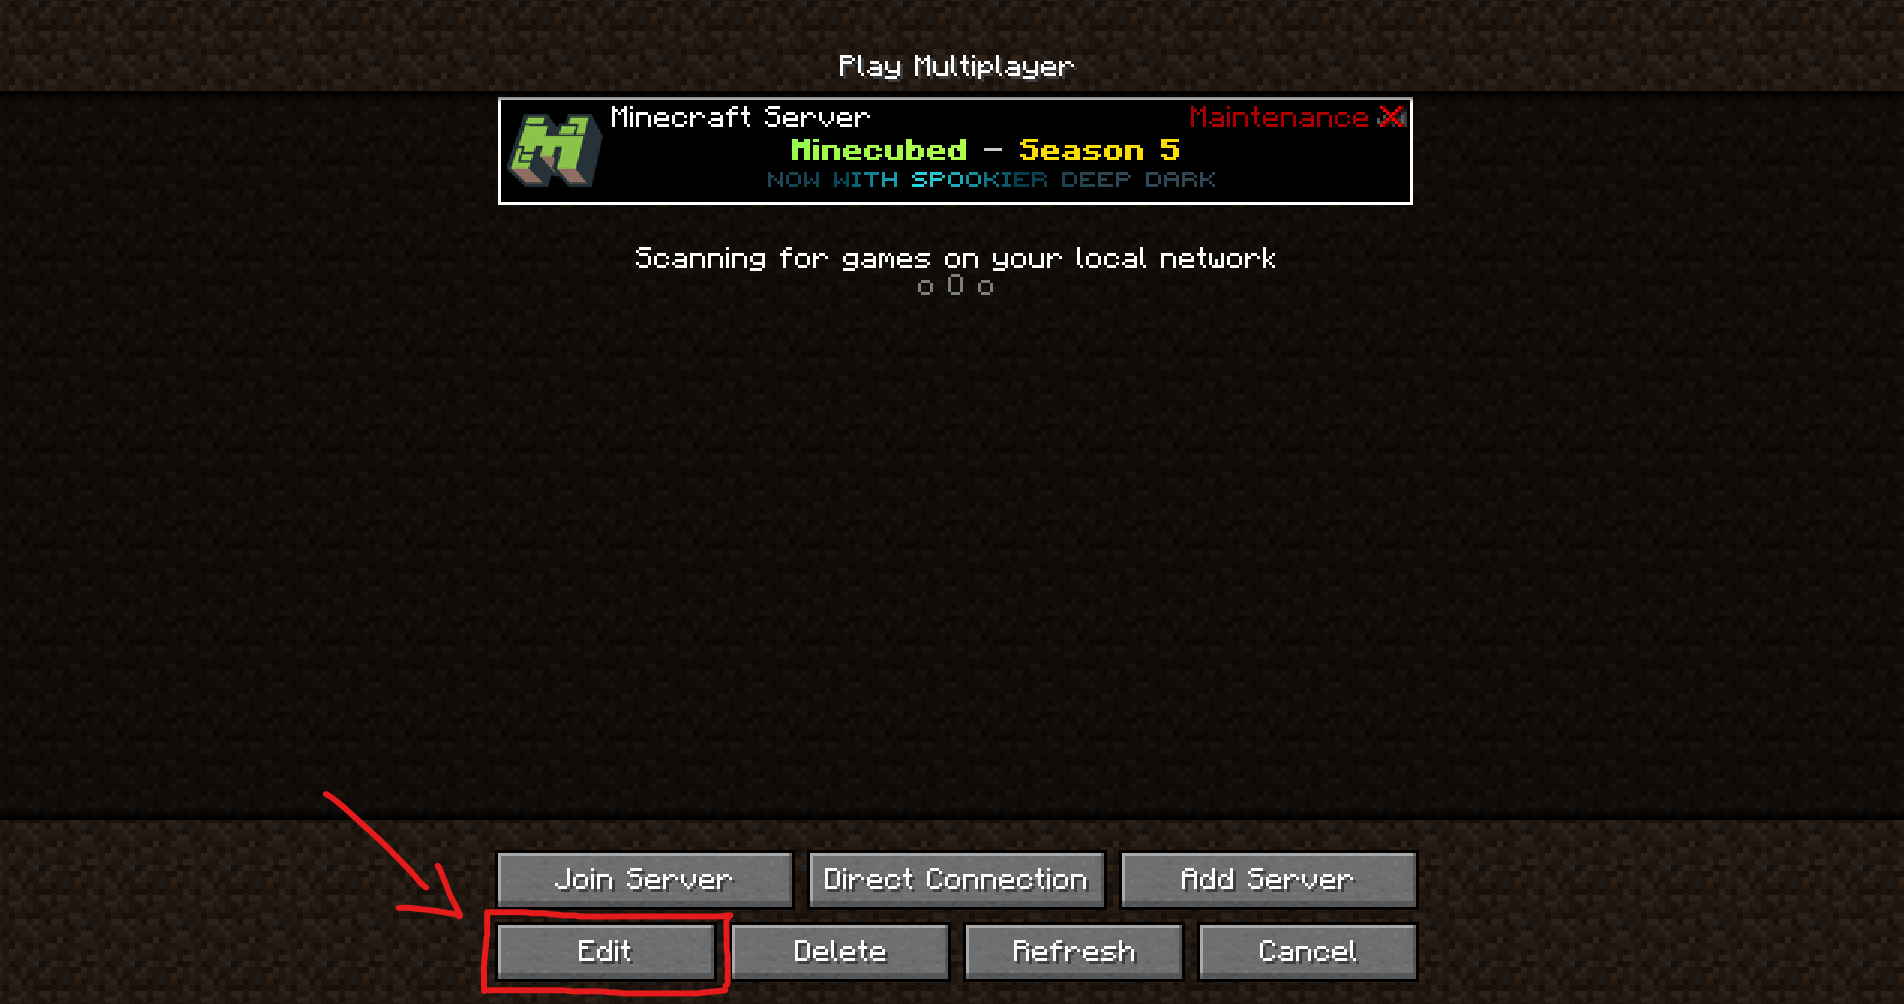 Play Multiplayer
Minecraft Server Maintenance
Minecubed – Season 5
NOW WITH SPOOKIER DEEP DARK
Scanning for games on your local network
o O o
Join Server Direct Connection Add Server
Edit Delete Refresh Cancel